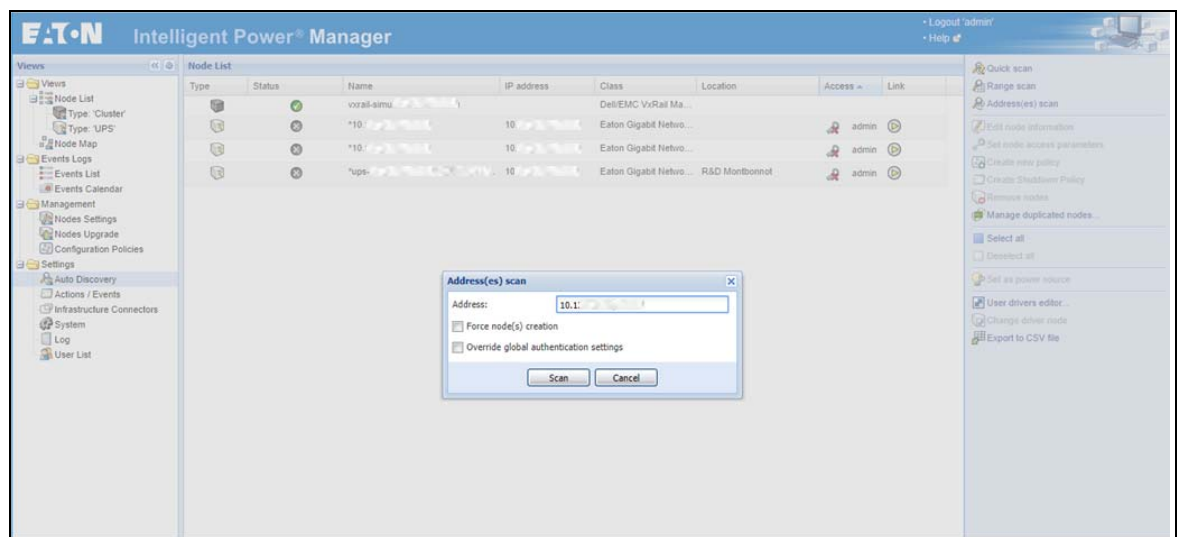 EATON Intelligent Power® Manager
• Logout 'admin'
• Help
Views
Views
Node List
Type: 'Cluster'
Type: 'UPS'
Node Map
Events Logs
Events List
Events Calendar
Management
Nodes Settings
Nodes Upgrade
Configuration Policies
Settings
Auto Discovery
Actions / Events
Infrastructure Connectors
System
Log
User List
Node List
Type Status Name IP address Class Location Access Link
vxrail-simu Dell/EMC VxRail Ma...
*10. 10. Eaton Gigabit Netwo... admin
*10. 10. Eaton Gigabit Netwo... admin
*ups- 10 Eaton Gigabit Netwo... R&D Montbonnot admin
Address(es) scan
Address: 10.1
Force node(s) creation
Override global authentication settings
Scan Cancel
Quick scan
Range scan
Address(es) scan
Edit node information
Set node access parameters
Create new policy
Create Shutdown Policy
Remove nodes
Manage duplicated nodes...
Select all
Deselect all
Set as power source
User drivers editor...
Change driver node
Export to CSV file